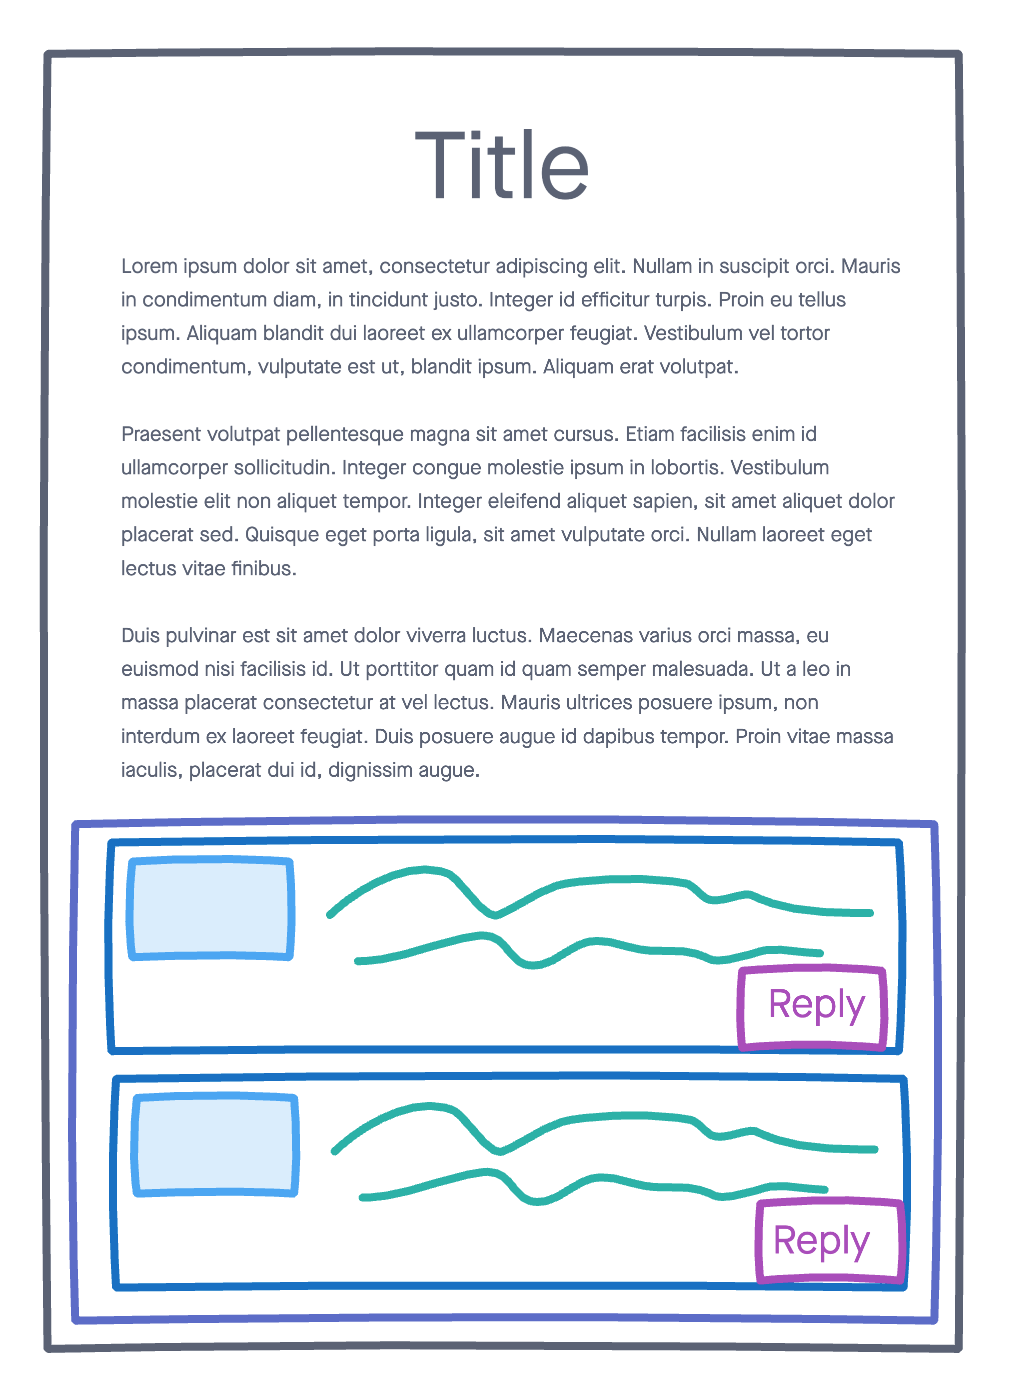 Title
Lorem ipsum dolor sit amet, consectetur adipiscing elit. Nullam in suscipit orci. Mauris
in condimentum diam, in tincidunt justo. Integer id efficitur turpis. Proin eu tellus
ipsum. Aliquam blandit dui laoreet ex ullamcorper feugiat. Vestibulum vel tortor
condimentum, vulputate est ut, blandit ipsum. Aliquam erat volutpat.
Praesent volutpat pellentesque magna sit amet cursus. Etiam facilisis enim id
ullamcorper sollicitudin. Integer congue molestie ipsum in lobortis. Vestibulum
molestie elit non aliquet tempor. Integer eleifend aliquet sapien, sit amet aliquet dolor
placerat sed. Quisque eget porta ligula, sit amet vulputate orci. Nullam laoreet eget
lectus vitae finibus.
Duis pulvinar est sit amet dolor viverra luctus. Maecenas varius orci massa, eu
euismod nisi facilisis id. Ut porttitor quam id quam semper malesuada. Ut a leo in
massa placerat consectetur at vel lectus. Mauris ultrices posuere ipsum, non
interdum ex laoreet feugiat. Duis posuere augue id dapibus tempor. Proin vitae massa
iaculis, placerat dui id, dignissim augue.
Reply
Reply